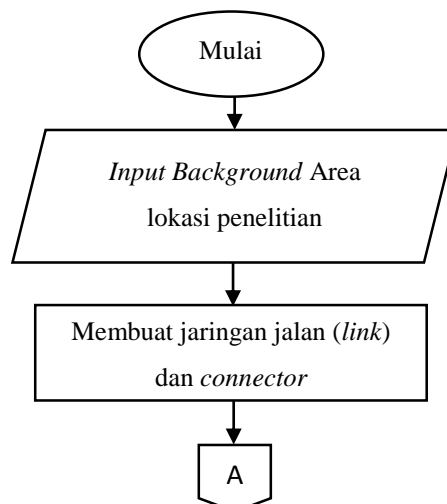 Mulai
Input Background Area
lokasi penelitian
Membuat jaringan jalan (link)
dan connector
A